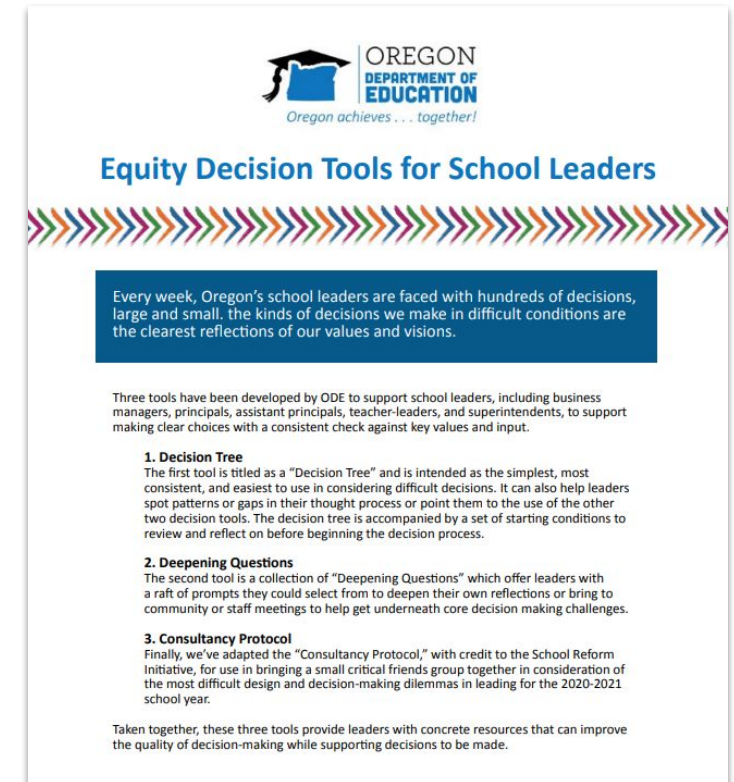 OREGON
DEPARTMENT OF
EDUCATION
Oregon achieves . . . together!
Equity Decision Tools for School Leaders
Every week, Oregon's school leaders are faced with hundreds of decisions,
large and small. the kinds of decisions we make in difficult conditions are
the clearest reflections of our values and visions.
Three tools have been developed by ODE to support school leaders, including business
managers, principals, assistant principals, teacher-leaders, and superintendents, to support
making clear choices with a consistent check against key values and input.
1. Decision Tree
The first tool is titled as a “Decision Tree” and is intended as the simplest, most
consistent, and easiest to use in considering difficult decisions. It can also help leaders
spot patterns or gaps in their thought process or point them to the use of the other
two decision tools. The decision tree is accompanied by a set of starting conditions to
review and reflect on before beginning the decision process.
2. Deepening Questions
The second tool is a collection of “Deepening Questions” which offer leaders with
a raft of prompts they could select from to deepen their own reflections or bring to
community or staff meetings to help get underneath core decision making challenges.
3. Consultancy Protocol
Finally, we've adapted the “Consultancy Protocol,” with credit to the School Reform
Initiative, for use in bringing a small critical friends group together in consideration of
the most difficult design and decision-making dilemmas in leading for the 2020-2021
school year.
Taken together, these three tools provide leaders with concrete resources that can improve
the quality of decision-making while supporting decisions to be made.